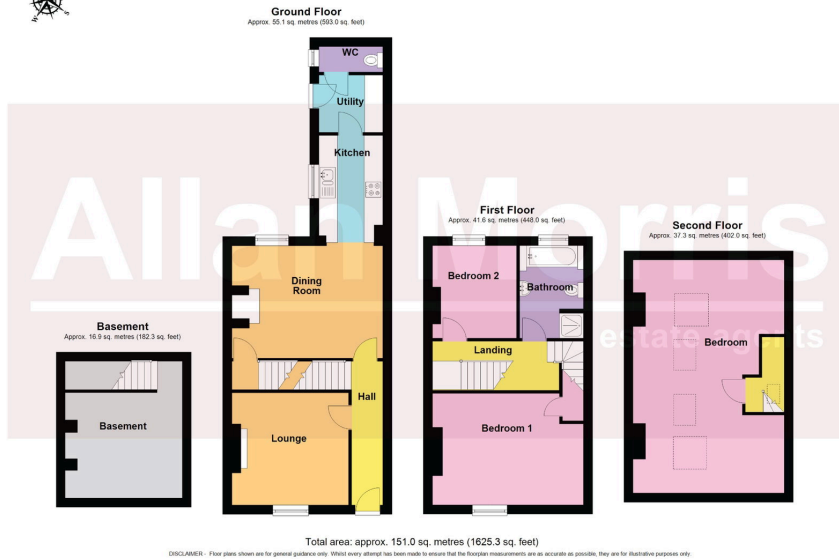 W
S
Ground Floor
Approx. 55.1 sq. metres (593.0 sq. feet)
WC
Utility
Kitchen
Allan Morris
estate agents
First Floor
Approx. 41.6 sq. metres (448.0 sq. feet)
Second Floor
Approx. 37.3 sq. metres (402.0 sq. feet)
Dining
Room
Bedroom 2
Bathroom
Basement
Approx. 16.9 sq. metres (182.3 sq. feet)
Landing
Bedroom
Basement
Hall
Lounge
Bedroom 1
Total area: approx. 151.0 sq. metres (1625.3 sq. feet)
DISCLAIMER - Floor plans shown are for general guidance only. Whilst every attempt has been made to ensure that the floorplan measurements are as accurate as possible, they are for illustrative purposes only.